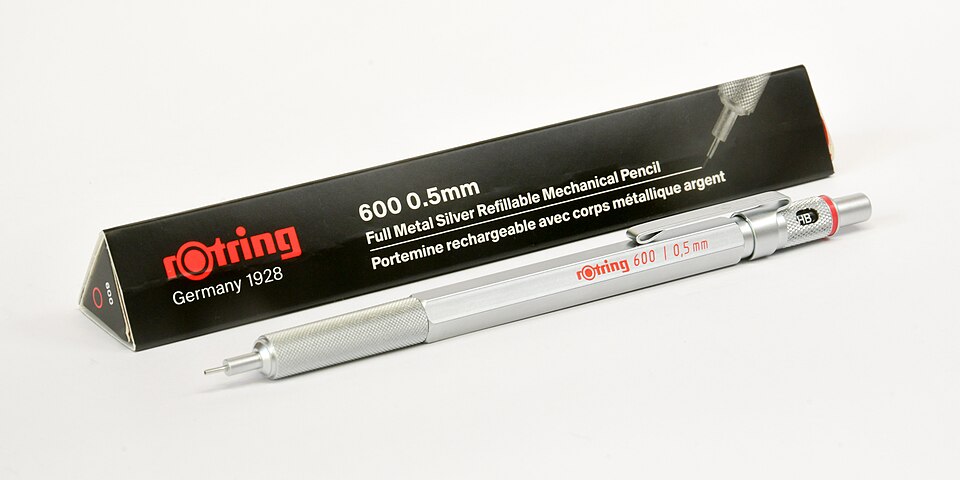 600 0.5mm
Full Metal Silver Refillable Mechanical Pencil
Portemine rechargeable avec corps métallique argent
rotring
Germany 1928
600
rotring 600 | 0,5 mm
HB